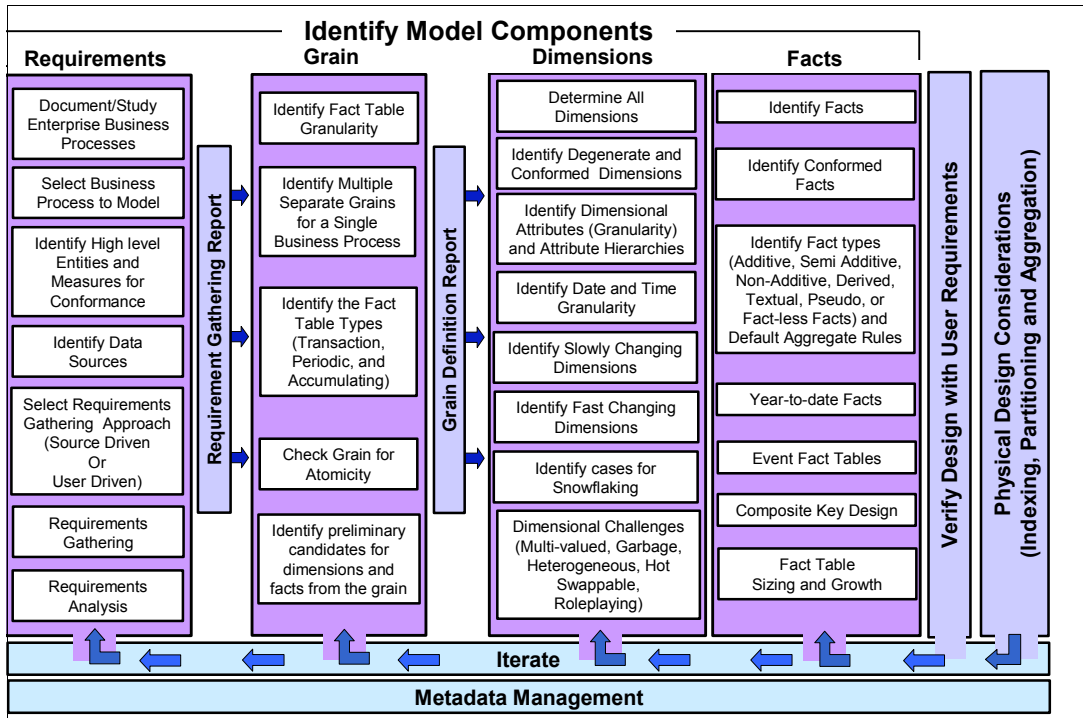 Identify Model Components
Requirements
Document/Study
Enterprise Business
Processes
Select Business
Process to Model
Identify High level
Entities and
Measures for
Conformance
Identify Data
Sources
Select Requirements
Gathering Approach
(Source Driven
Or
User Driven)
Requirements
Gathering
Requirements
Analysis
Requirement Gathering Report
Grain
Identify Fact Table
Granularity
Identify Multiple
Separate Grains
for a Single
Business Process
Identify the Fact
Table Types
(Transaction,
Periodic, and
Accumulating)
Check Grain for
Atomicity
Identify preliminary
candidates for
dimensions and
facts from the grain
Grain Definition Report
Dimensions
Determine All
Dimensions
Identify Degenerate and
Conformed Dimensions
Identify Dimensional
Attributes (Granularity)
and Attribute Hierarchies
Identify Date and Time
Granularity
Identify Slowly Changing
Dimensions
Identify Fast Changing
Dimensions
Identify cases for
Snowflaking
Dimensional Challenges
(Multi-valued, Garbage,
Heterogeneous, Hot
Swappable,
Roleplaying)
Facts
Identify Facts
Identify Conformed
Facts
Identify Fact types
(Additive, Semi Additive,
Non-Additive, Derived,
Textual, Pseudo, or
Fact-less Facts) and
Default Aggregate Rules
Year-to-date Facts
Event Fact Tables
Composite Key Design
Fact Table
Sizing and Growth
Verify Design with User Requirements
Physical Design Considerations
(Indexing, Partitioning and Aggregation)
Iterate
Metadata Management